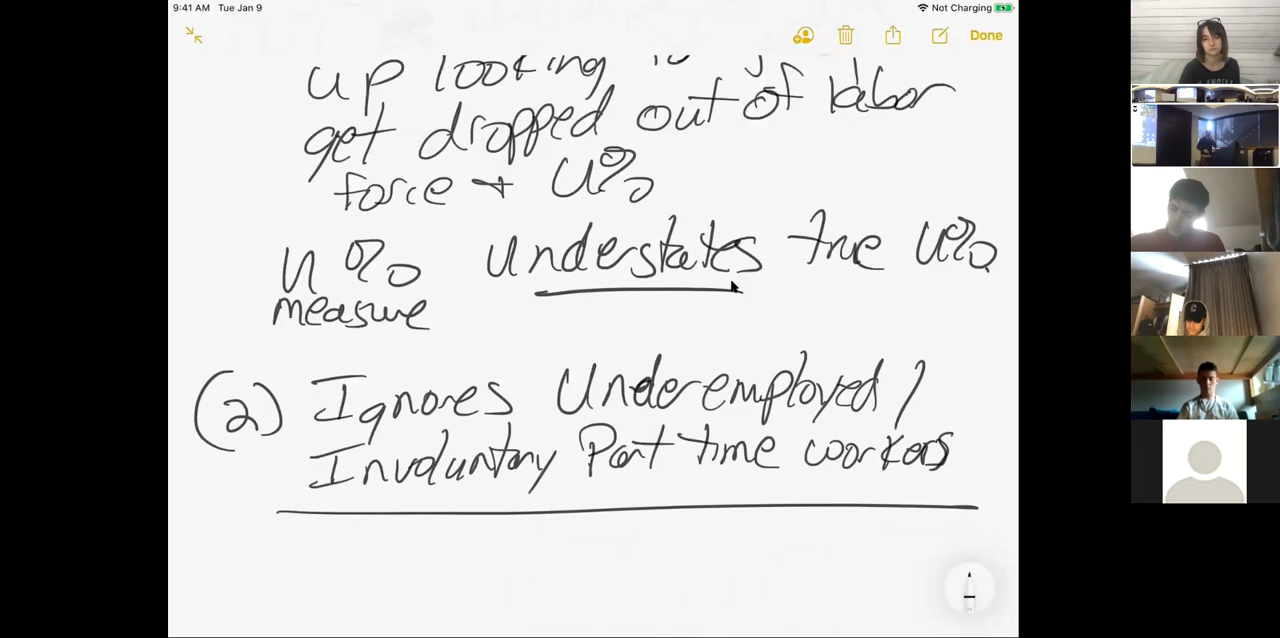 9:41 AM Tue Jan 9
Not Charging
Done
up looking
get dropped out of labor
force + U%
U% understates true U%
measure
(2) Ignores Underemployed /
Involuntary Part time workers